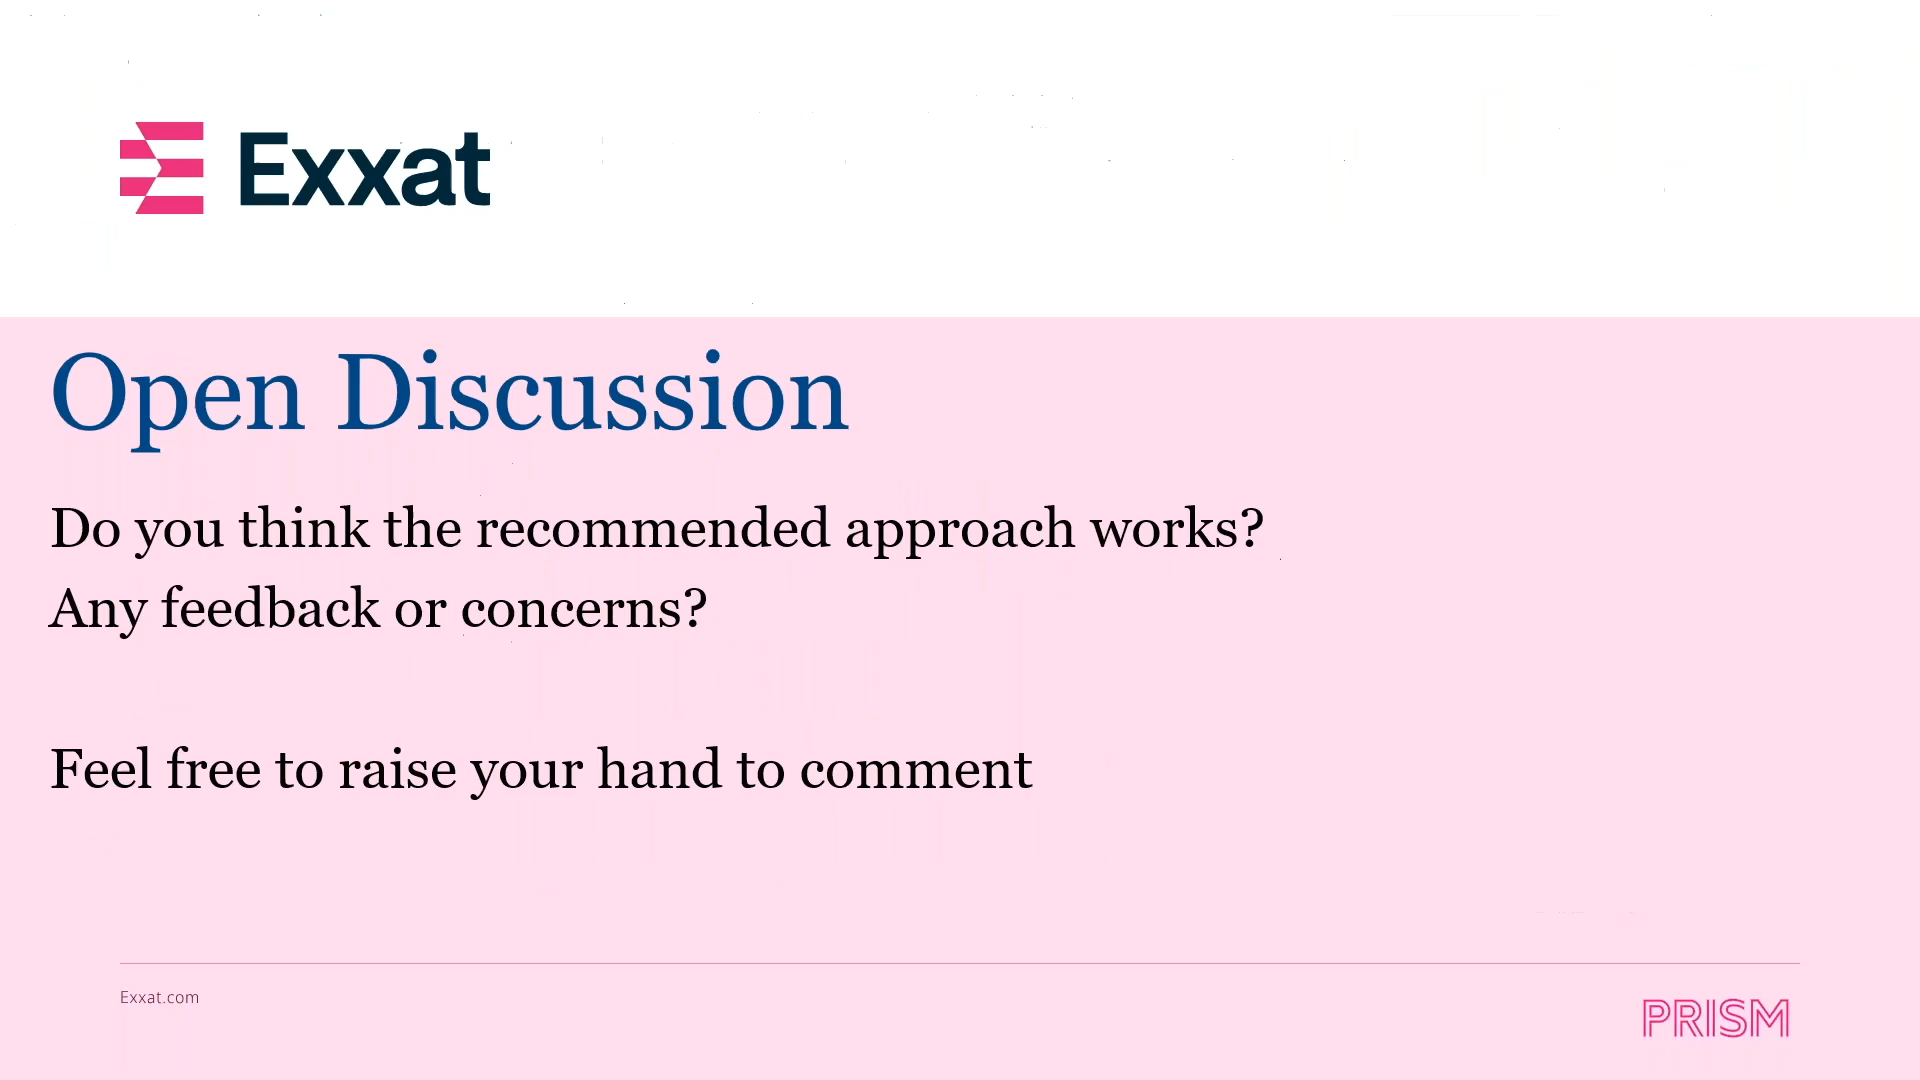 Exxat
Open Discussion
Do you think the recommended approach works?
Any feedback or concerns?
Feel free to raise your hand to comment
Exxat.com
PRISM